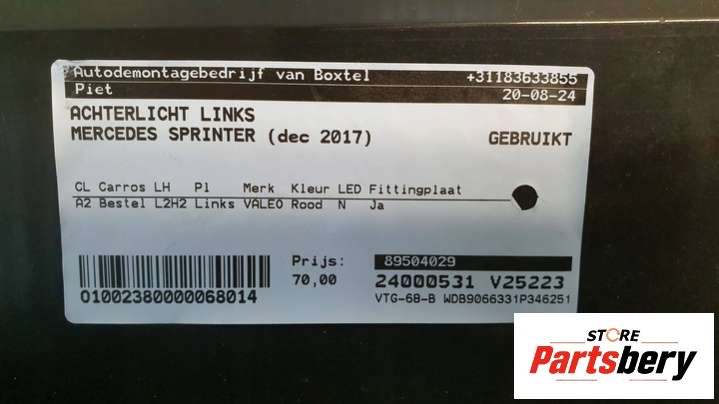 Autodemontagebedrijf van Boxtel +31183633855
Piet 20-08-24
ACHTERLICHT LINKS
MERCEDES SPRINTER (dec 2017) GEBRUIKT
CL Carros LH Pl Merk Kleur LED Fittingplaat
A2 Bestel L2H2 Links VALEO Rood N Ja
Prijs: 89504029
70,00 24000531 V25223
01002380000068014
VTG-68-B WDB9066331P346251
STORE
Partsbery